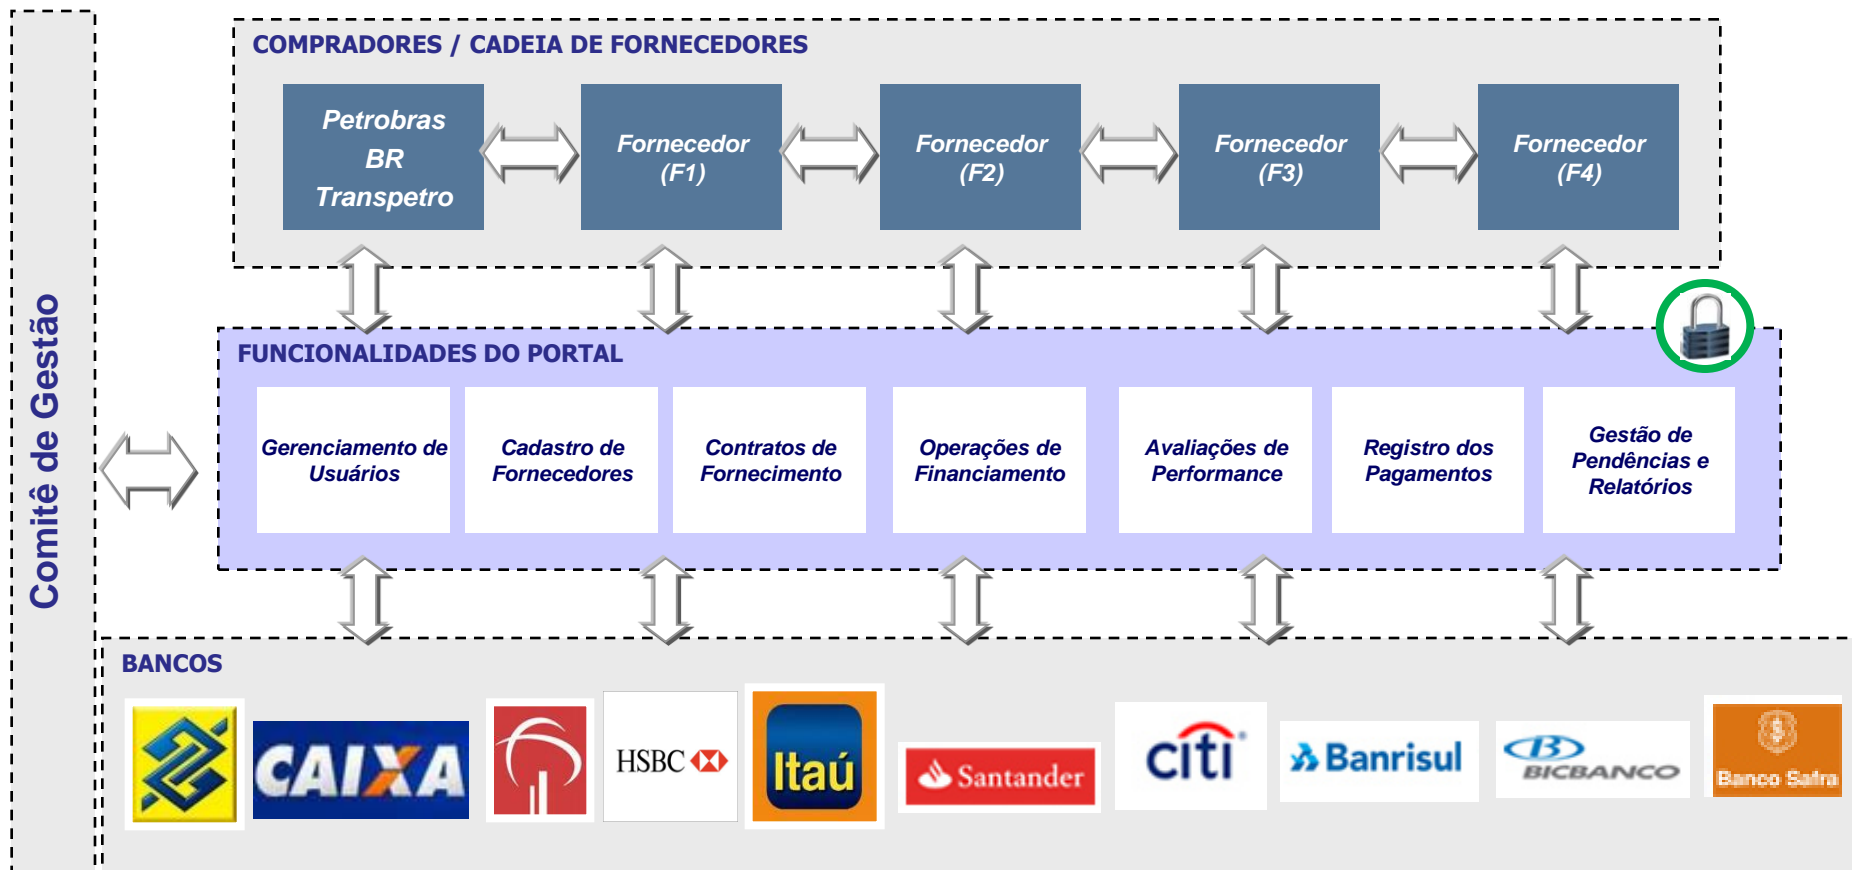 Comitê de Gestão
COMPRADORES / CADEIA DE FORNECEDORES
Petrobras
BR
Transpetro
Fornecedor
(F1)
Fornecedor
(F2)
Fornecedor
(F3)
Fornecedor
(F4)
FUNCIONALIDADES DO PORTAL
Gerenciamento de
Usuários
Cadastro de
Fornecedores
Contratos de
Fornecimento
Operações de
Financiamento
Avaliações de
Performance
Registro dos
Pagamentos
Gestão de
Pendências e
Relatórios
BANCOS
CAIXA
HSBC
Itaú
Santander
citi
Banrisul
B
BICBANCO
$
Banco Safra